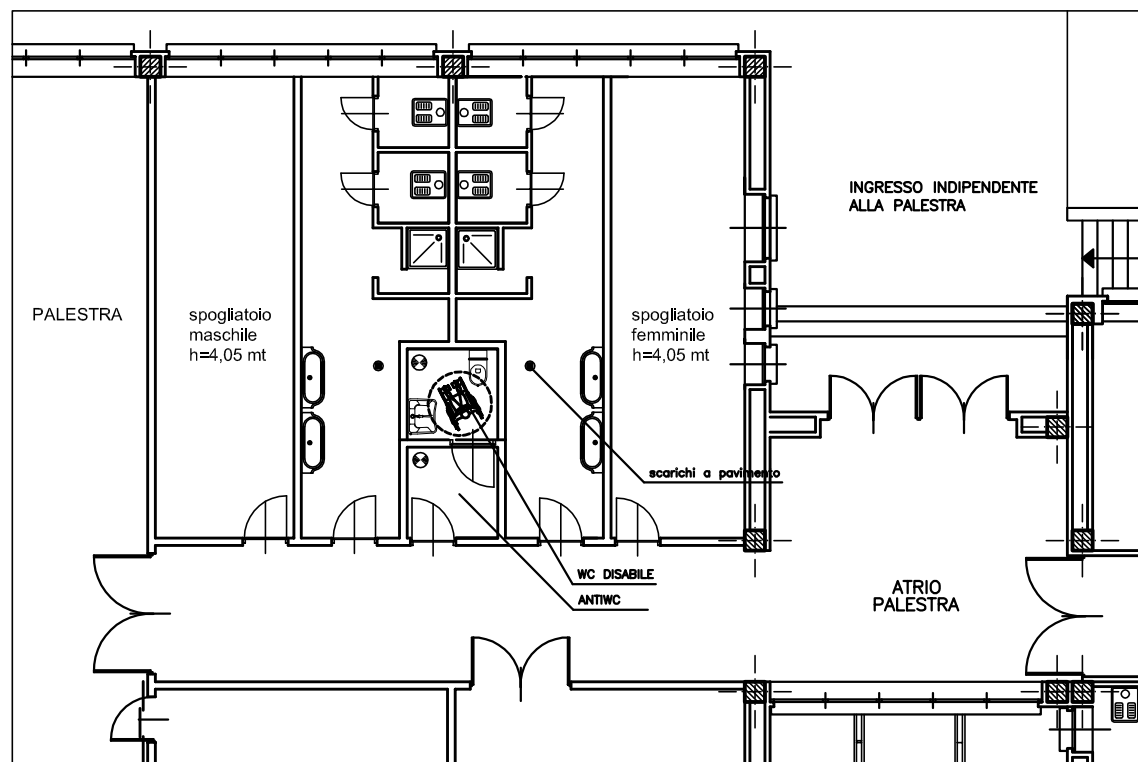 INGRESSO INDIPENDENTE
ALLA PALESTRA
PALESTRA
spogliatoio
maschile
h=4,05 mt
spogliatoio
femminile
h=4,05 mt
scarichi a pavimento
WC DISABILE
ANTIWC
ATRIO
PALESTRA